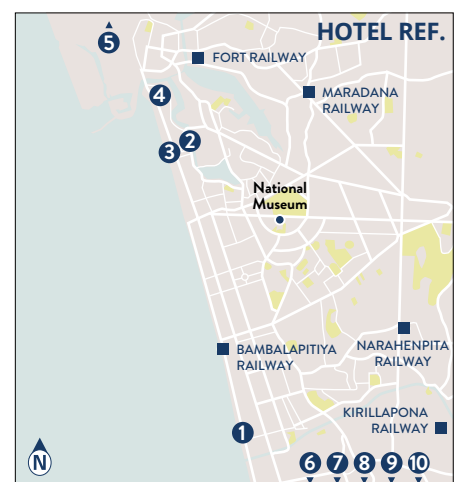 HOTEL REF.
5
FORT RAILWAY
4
MARADANA
RAILWAY
2
3
National
Museum
BAMBALAPITIYA
RAILWAY
NARAHENPITA
RAILWAY
KIRILLAPONA
RAILWAY
1
N
6 7 8 9 10